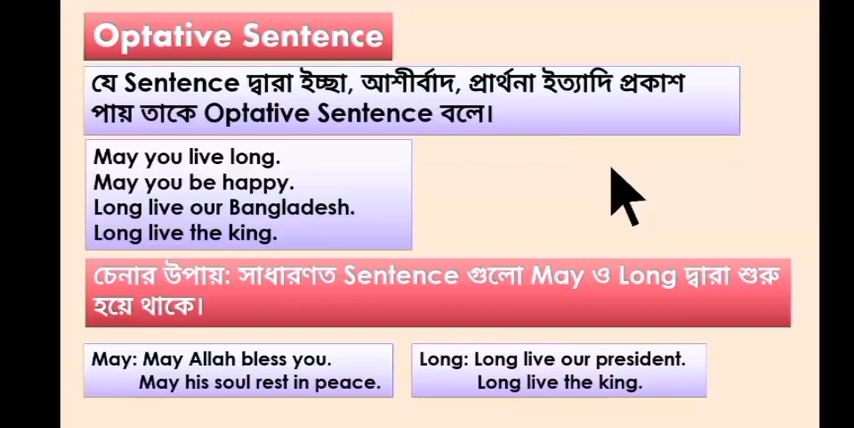 Optative Sentence
যে Sentence দ্বারা ইচ্ছা, আশীর্বাদ, প্রার্থনা ইত্যাদি প্রকাশ
পায় তাকে Optative Sentence বলে।
May you live long.
May you be happy.
Long live our Bangladesh.
Long live the king.
চেনার উপায়: সাধারণত Sentence গুলো May ও Long দ্বারা শুরু
হয়ে থাকে।
May: May Allah bless you.
May his soul rest in peace.
Long: Long live our president.
Long live the king.